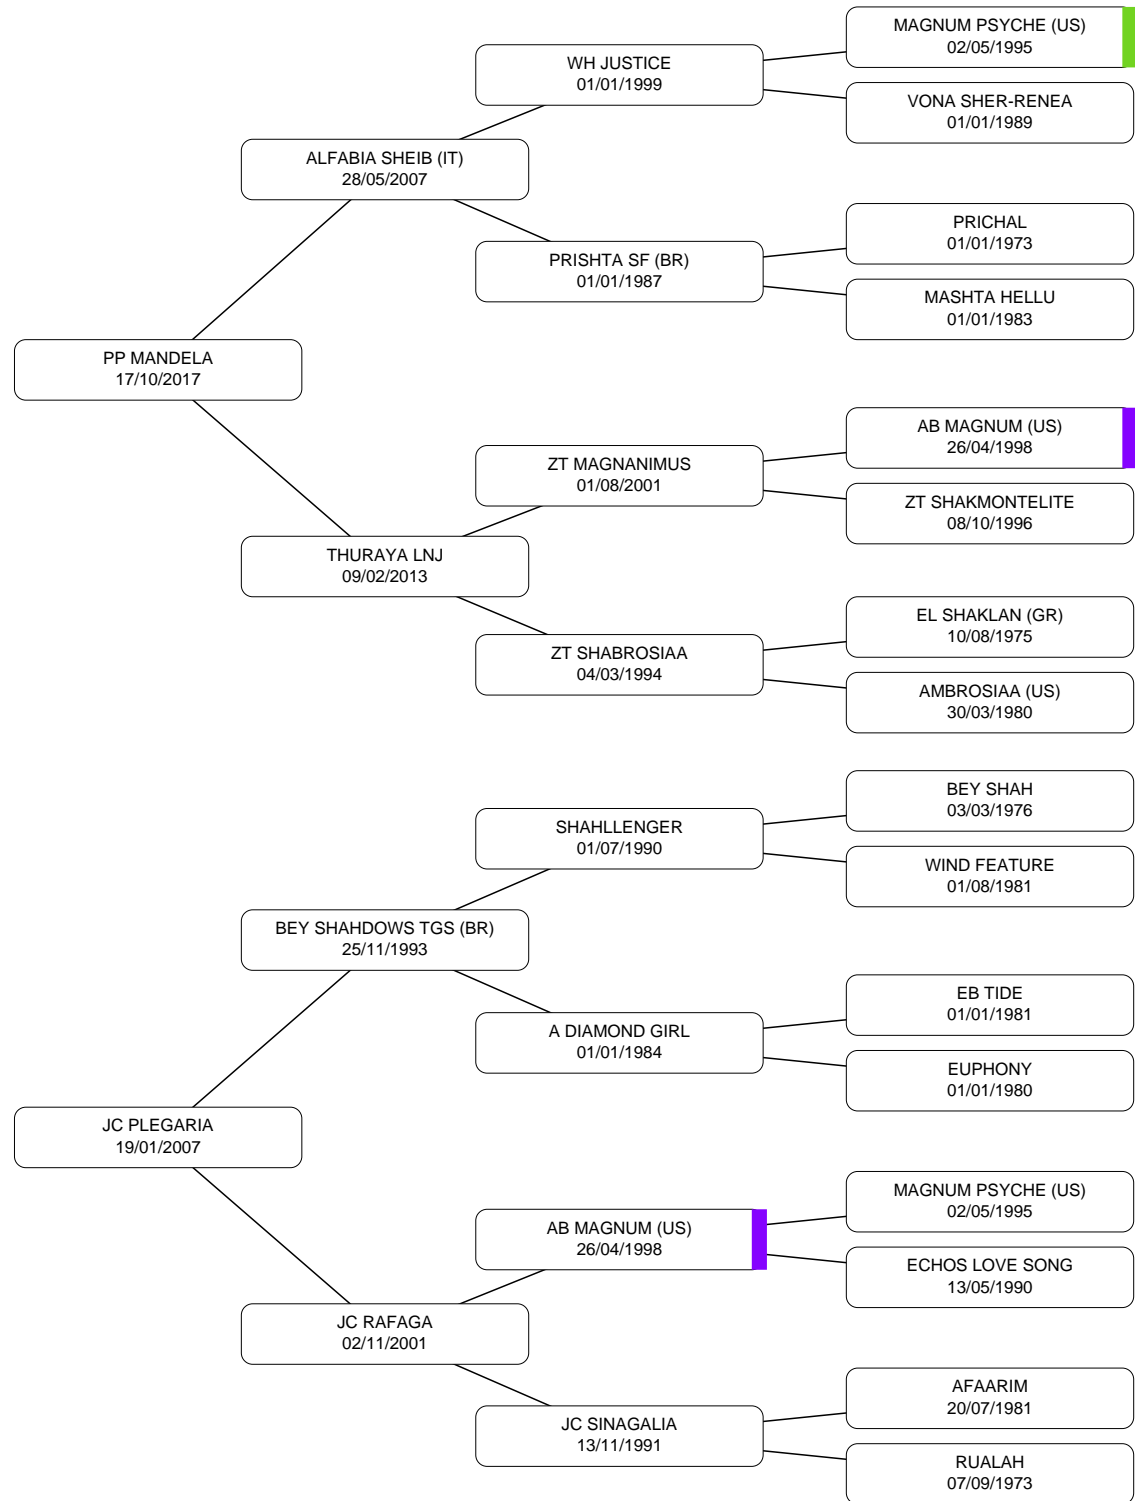 MAGNUM PSYCHE (US)
02/05/1995
WH JUSTICE
01/01/1999
VONA SHER-RENEA
01/01/1989
ALFABIA SHEIB (IT)
28/05/2007
PRICHAL
01/01/1973
PRISHTA SF (BR)
01/01/1987
MASHTA HELLU
01/01/1983
PP MANDELA
17/10/2017
AB MAGNUM (US)
26/04/1998
ZT MAGNANIMUS
01/08/2001
ZT SHAKMONTELITE
08/10/1996
THURAYA LNJ
09/02/2013
EL SHAKLAN (GR)
10/08/1975
ZT SHABROSIAA
04/03/1994
AMBROSIAA (US)
30/03/1980
BEY SHAH
03/03/1976
SHAHLLENGER
01/07/1990
WIND FEATURE
01/08/1981
BEY SHAHDOWS TGS (BR)
25/11/1993
EB TIDE
01/01/1981
A DIAMOND GIRL
01/01/1984
EUPHONY
01/01/1980
JC PLEGARIA
19/01/2007
MAGNUM PSYCHE (US)
02/05/1995
AB MAGNUM (US)
26/04/1998
ECHOS LOVE SONG
13/05/1990
JC RAFAGA
02/11/2001
AFAARIM
20/07/1981
JC SINAGALIA
13/11/1991
RUALAH
07/09/1973